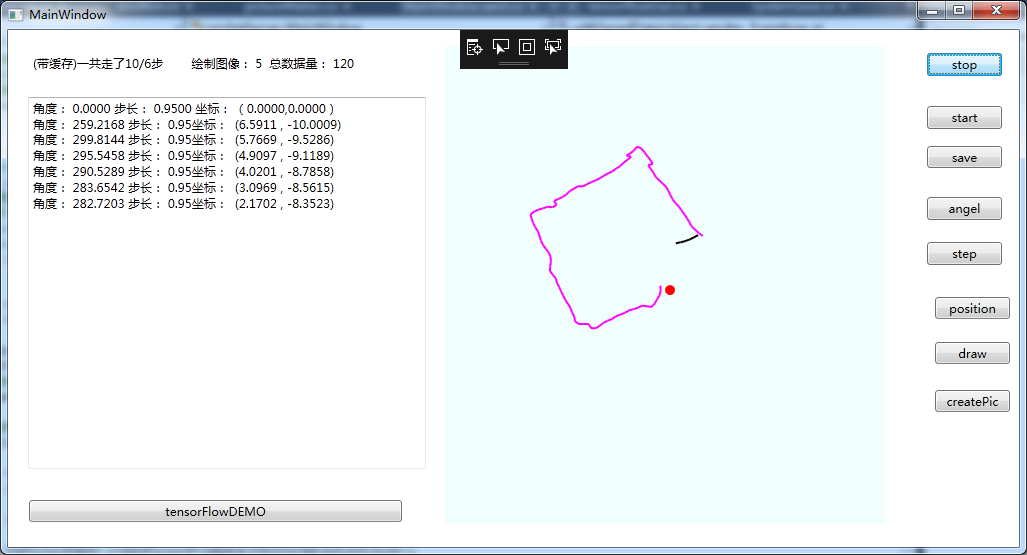 MainWindow
(带缓存)一共走了10/6步 绘制图像： 5 总数据量： 120
角度： 0.0000 步长： 0.9500 坐标： ( 0.0000,0.0000 )
角度： 259.2168 步长： 0.95坐标： (6.5911 , -10.0009)
角度： 299.8144 步长： 0.95坐标： (5.7669 , -9.5286)
角度： 295.5458 步长： 0.95坐标： (4.9097 , -9.1189)
角度： 290.5289 步长： 0.95坐标： (4.0201 , -8.7858)
角度： 283.6542 步长： 0.95坐标： (3.0969 , -8.5615)
角度： 282.7203 步长： 0.95坐标： (2.1702 , -8.3523)
tensorFlowDEMO
stop
start
save
angel
step
position
draw
createPic